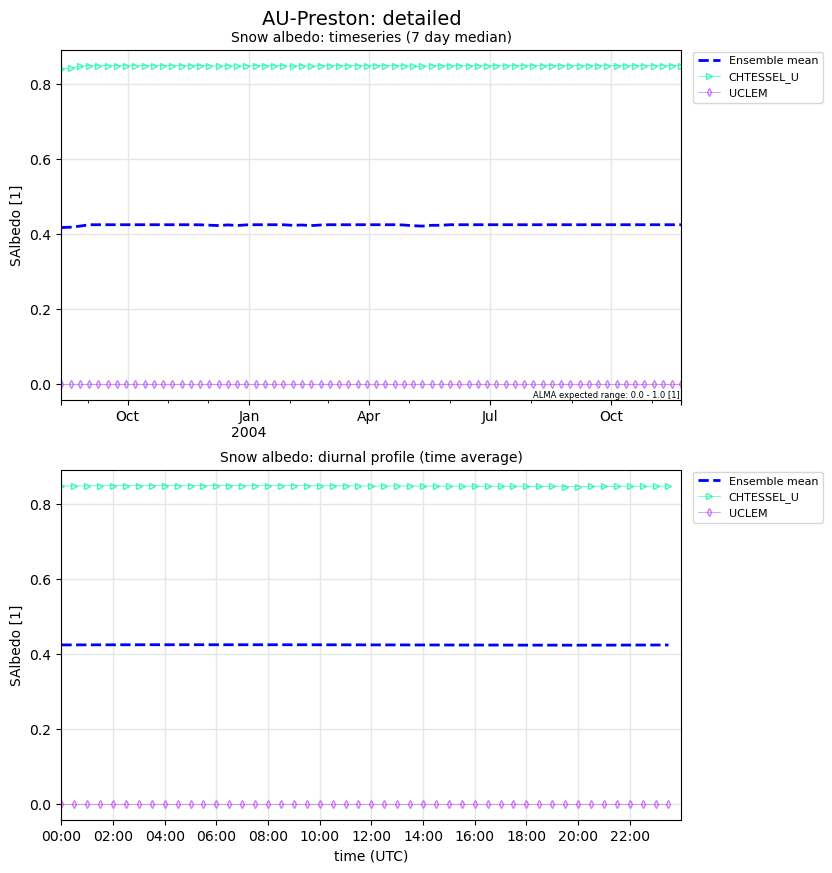 AU-Preston: detailed
Snow albedo: timeseries (7 day median)
SAlbedo [1]
0.8
0.6
0.4
0.2
0.0
Oct
Jan
2004
Apr
Jul
Oct
ALMA expected range: 0.0 - 1.0 [1]
Ensemble mean
CHTESSEL_U
UCLEM
Snow albedo: diurnal profile (time average)
SAlbedo [1]
0.8
0.6
0.4
0.2
0.0
00:00 02:00 04:00 06:00 08:00 10:00 12:00 14:00 16:00 18:00 20:00 22:00
time (UTC)
Ensemble mean
CHTESSEL_U
UCLEM